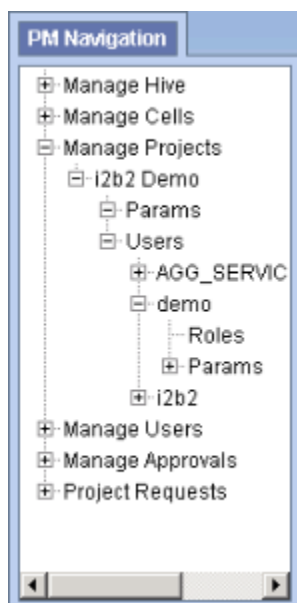 PM Navigation
Manage Hive
Manage Cells
Manage Projects
i2b2 Demo
Params
Users
AGG_SERVIC
demo
Roles
Params
i2b2
Manage Users
Manage Approvals
Project Requests